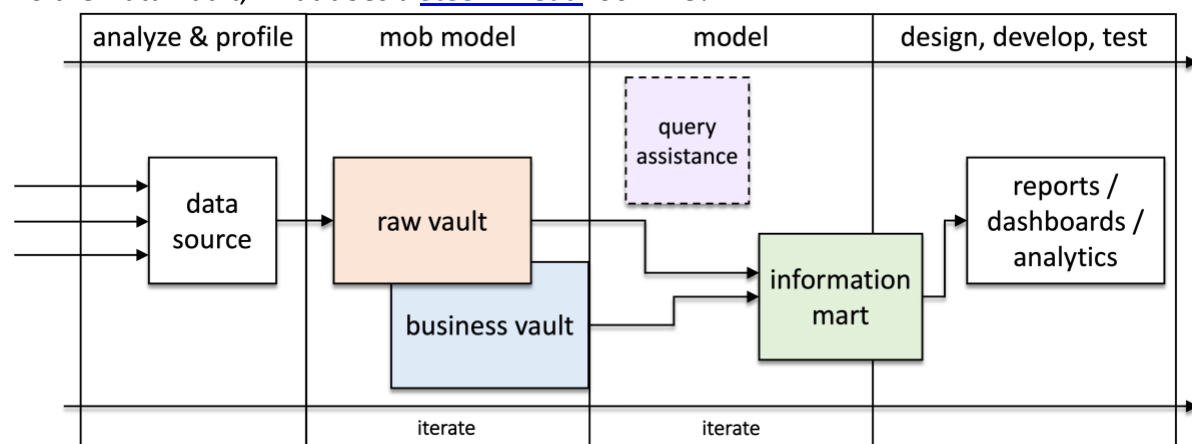 analyze & profile
mob model
model
design, develop, test
query
assistance
data
source
raw vault
reports /
dashboards /
analytics
information
mart
business vault
iterate
iterate